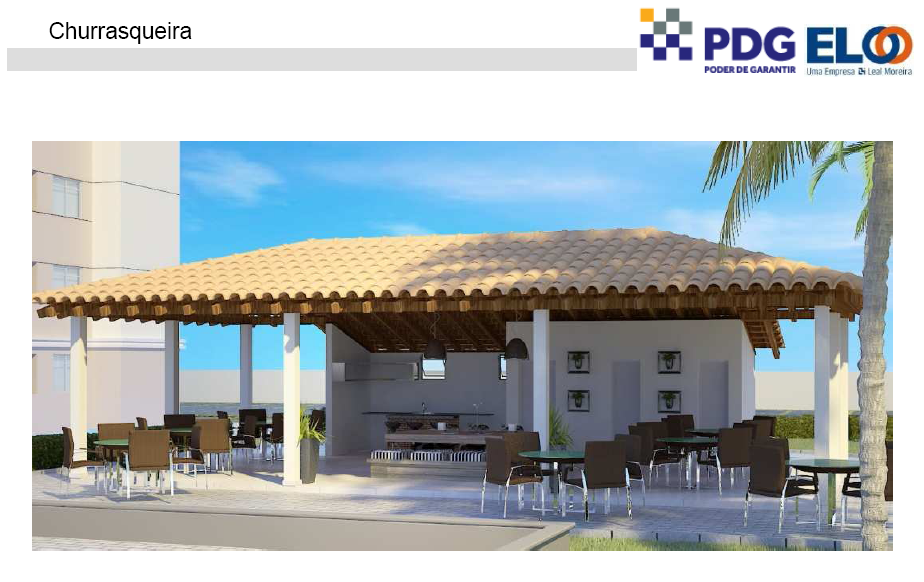 Churrasqueira
PDG
PODER DE GARANTIR
ELO
Uma Empresa Leal Moreira